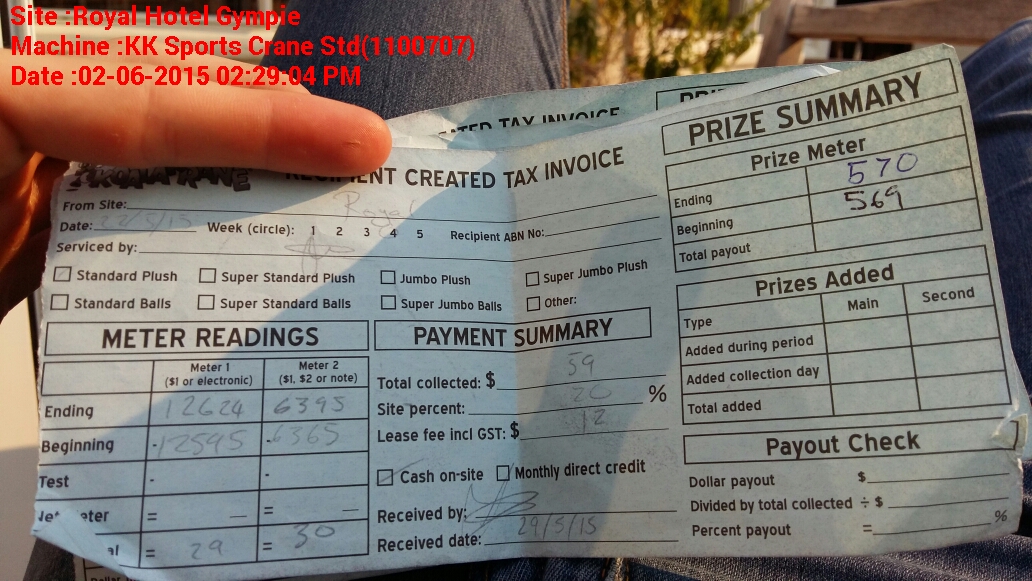 Site :Royal Hotel Gympie
Machine :KK Sports Crane Std(1100707)
Date :02-06-2015 02:29:04 PM
TAX INVOICE
KOALA KRANE
RECIPIENT CREATED TAX INVOICE
From Site: Royal
Date: 22/5/15 Week (circle): 1 2 3 4 5 Recipient ABN No:
Serviced by:
Standard Plush Super Standard Plush Jumbo Plush Super Jumbo Plush
Standard Balls Super Standard Balls Super Jumbo Balls Other:
METER READINGS
Meter 1 Meter 2
($1 or electronic) ($1, $2 or note)
Ending 12624 6395
Beginning -12595 -6365
Test - -
= — = —
= 29 = 30
PAYMENT SUMMARY
Total collected: $ 59
Site percent: 20 %
Lease fee incl GST: $ 12
Cash on-site Monthly direct credit
Received by:
Received date: 29/5/15
PRIZE SUMMARY
Prize Meter
Ending 570
Beginning 569
Total payout
Prizes Added
Type Main Second
Added during period
Added collection day
Total added
Payout Check
Dollar payout $
Divided by total collected ÷ $
Percent payout = %